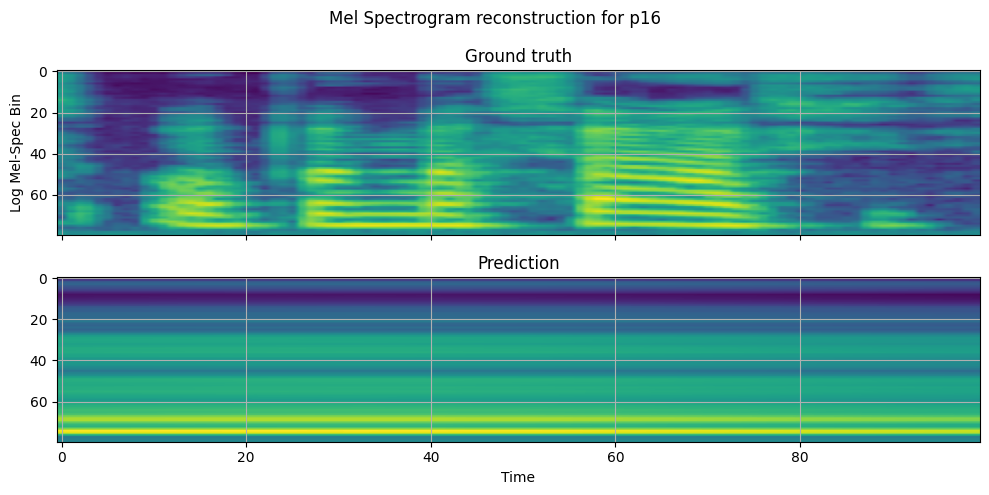 Mel Spectrogram reconstruction for p16
Ground truth
0
20
40
60
Log Mel-Spec Bin
Prediction
0
20
40
60
0 20 40 60 80
Time